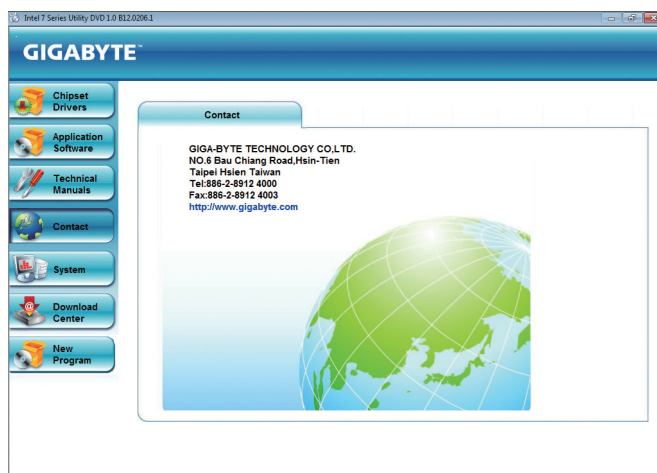 Intel 7 Series Utility DVD 1.0 B12.0206.1
GIGABYTE™
Chipset
Drivers
Application
Software
Technical
Manuals
Contact
System
Download
Center
New
Program
Contact
GIGA-BYTE TECHNOLOGY CO,LTD.
NO.6 Bau Chiang Road,Hsin-Tien
Taipei Hsien Taiwan
Tel:886-2-8912 4000
Fax:886-2-8912 4003
http://www.gigabyte.com